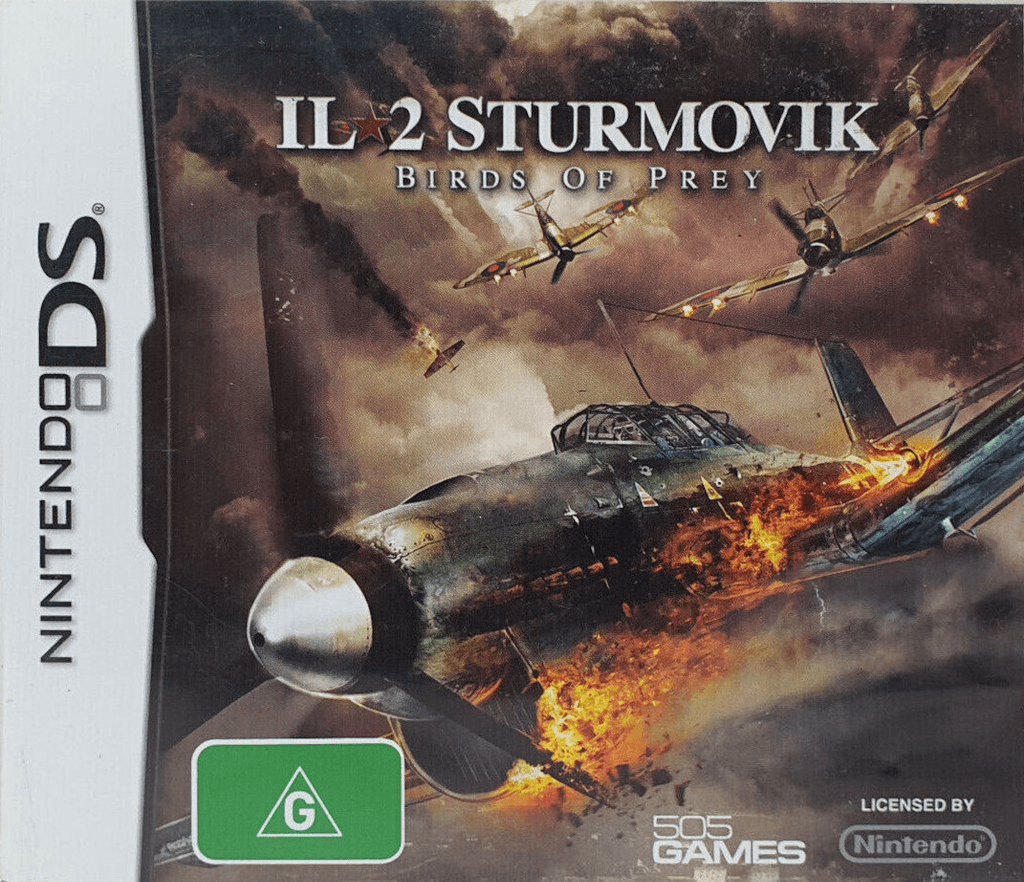 NINTENDO DS®
IL★2 STURMOVIK
BIRDS OF PREY
G
505
GAMES
LICENSED BY
Nintendo®